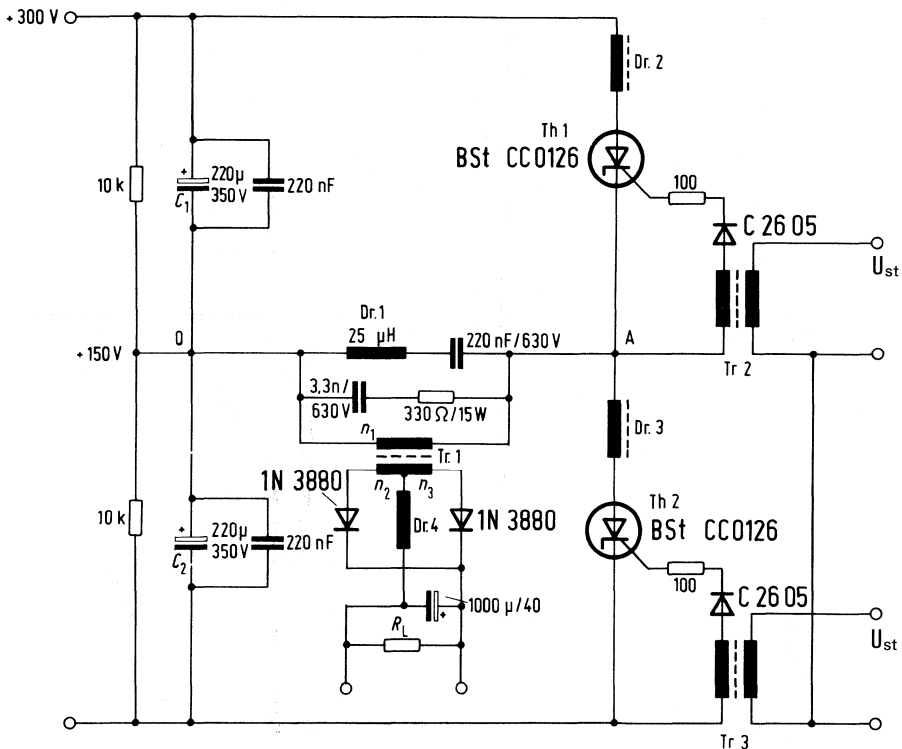 + 300 V
Dr. 2
Th 1
BSt CC0126
10 k
+
220µ
350 V
C1
220 nF
100
C 26 05
Ust
Dr.1
25 µH
220 nF/630 V
0
A
+ 150 V
Tr 2
3,3n/
630 V
330 Ω/15W
n1
Tr.1
Dr. 3
1N 3880
n2
n3
Th 2
BSt CC0126
10k
+
220µ
350 V
C2
220 nF
Dr.4
1N 3880
100
C 26 05
1000 µ/40
+
RL
Ust
Tr 3